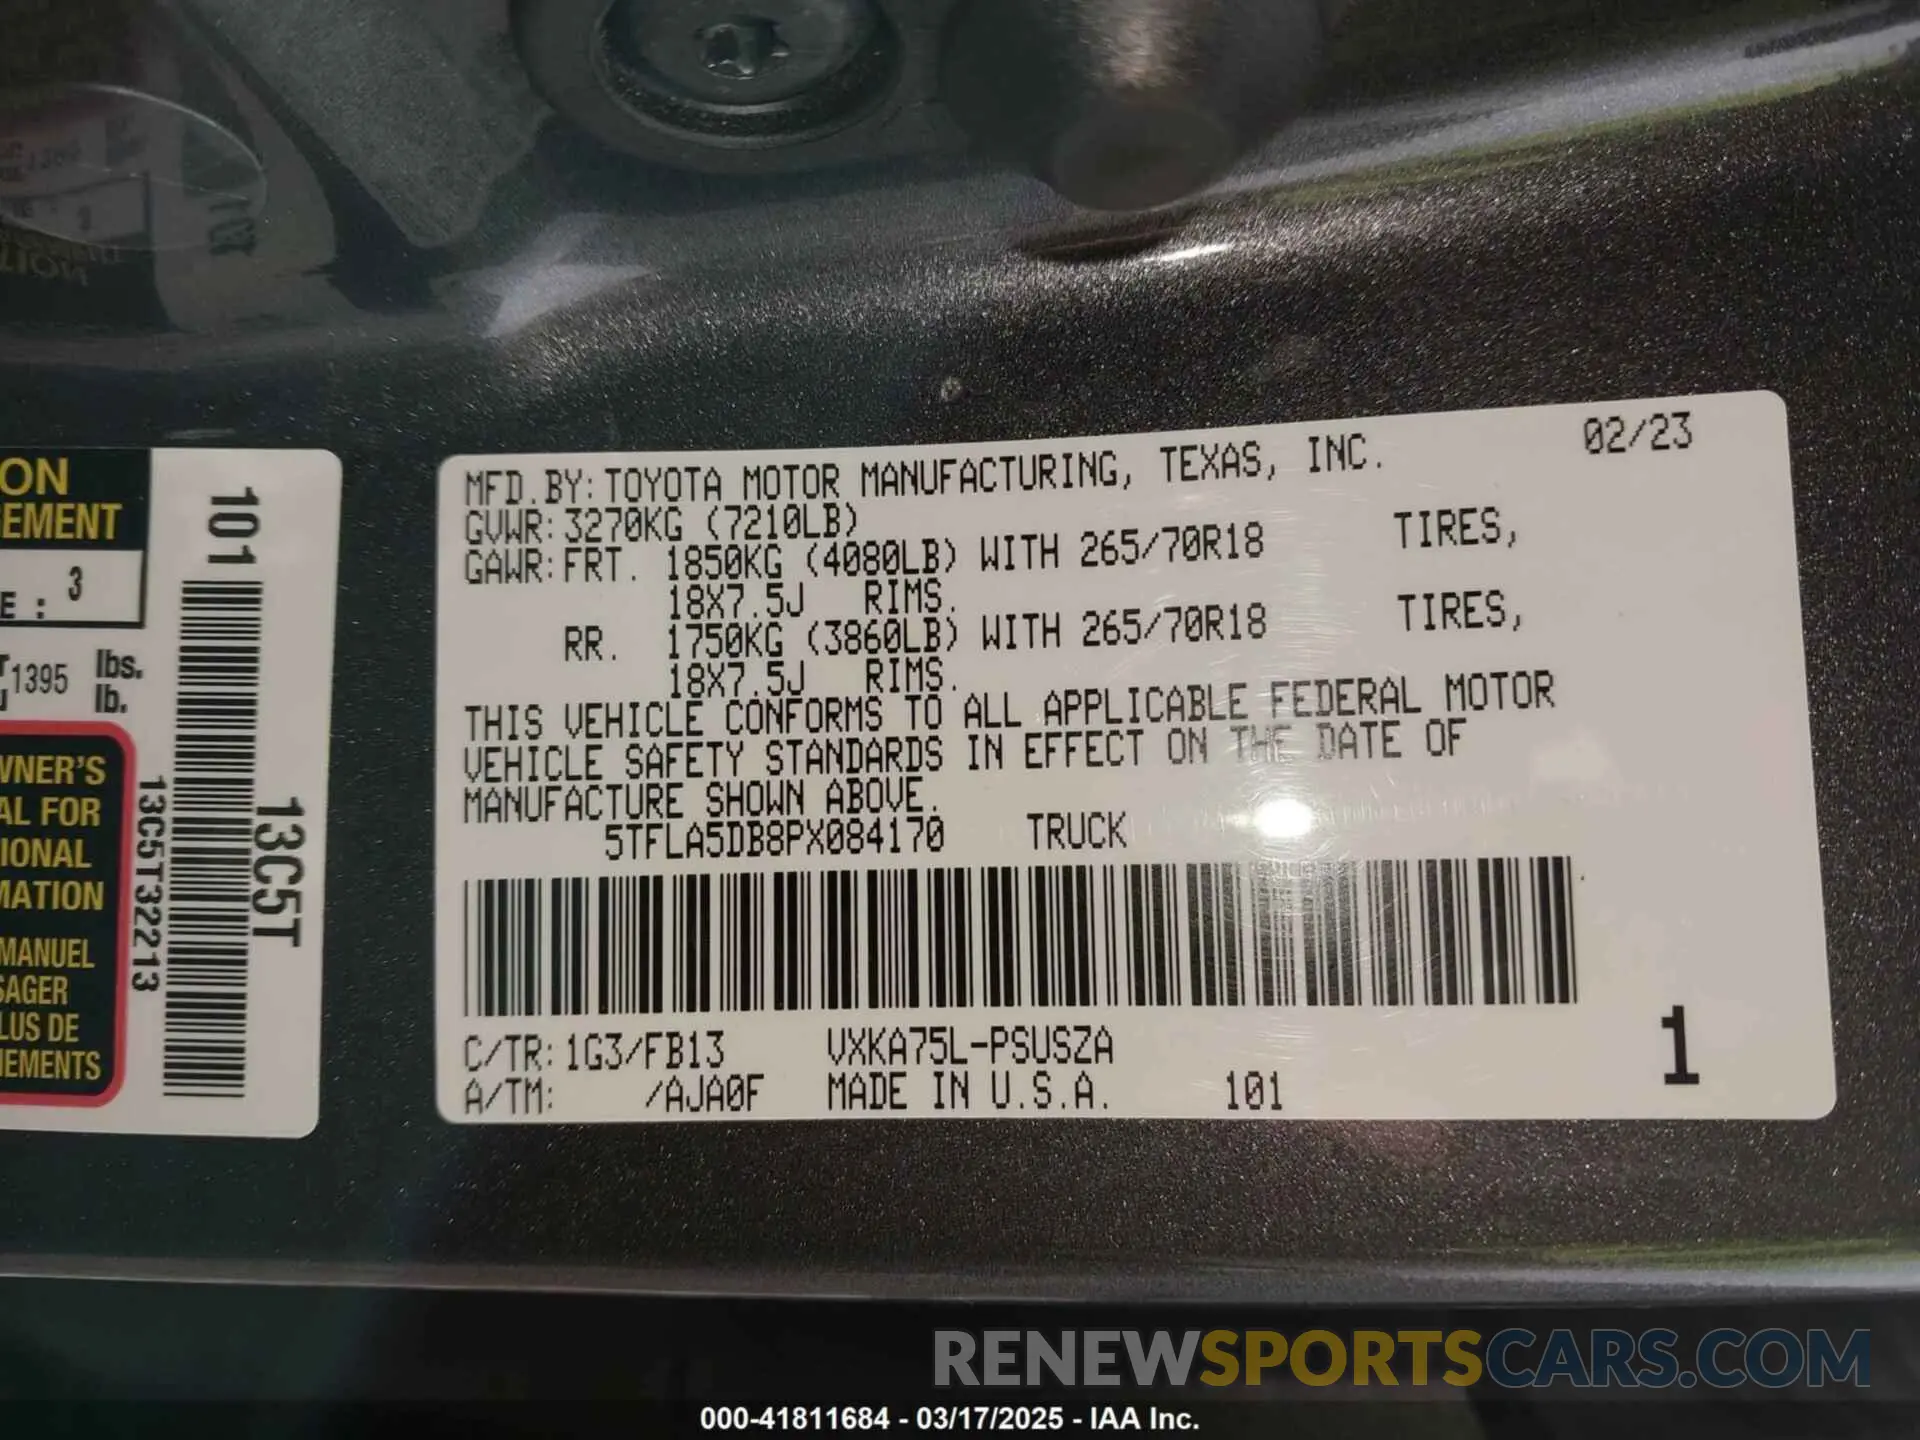 MFD.BY: TOYOTA MOTOR MANUFACTURING, TEXAS, INC. 02/23
GVWR: 3270KG (7210LB)
GAWR: FRT. 1850KG (4080LB) WITH 265/70R18 TIRES,
18X7.5J RIMS.
RR. 1750KG (3860LB) WITH 265/70R18 TIRES,
18X7.5J RIMS.
THIS VEHICLE CONFORMS TO ALL APPLICABLE FEDERAL MOTOR
VEHICLE SAFETY STANDARDS IN EFFECT ON THE DATE OF
MANUFACTURE SHOWN ABOVE.
5TFLA5DB8PX084170 TRUCK
C/TR: 1G3/FB13 VXKA75L-PSUSZA
A/TM: /AJA0F MADE IN U.S.A. 101
1
ON
EMENT
E : 3
1395 lbs.
lb.
WNER'S
AL FOR
IONAL
MATION
MANUEL
SAGER
LUS DE
NEMENTS
101
13C5T
13C5T32213
RENEWSPORTSCARS.COM
000-41811684 - 03/17/2025 - IAA Inc.